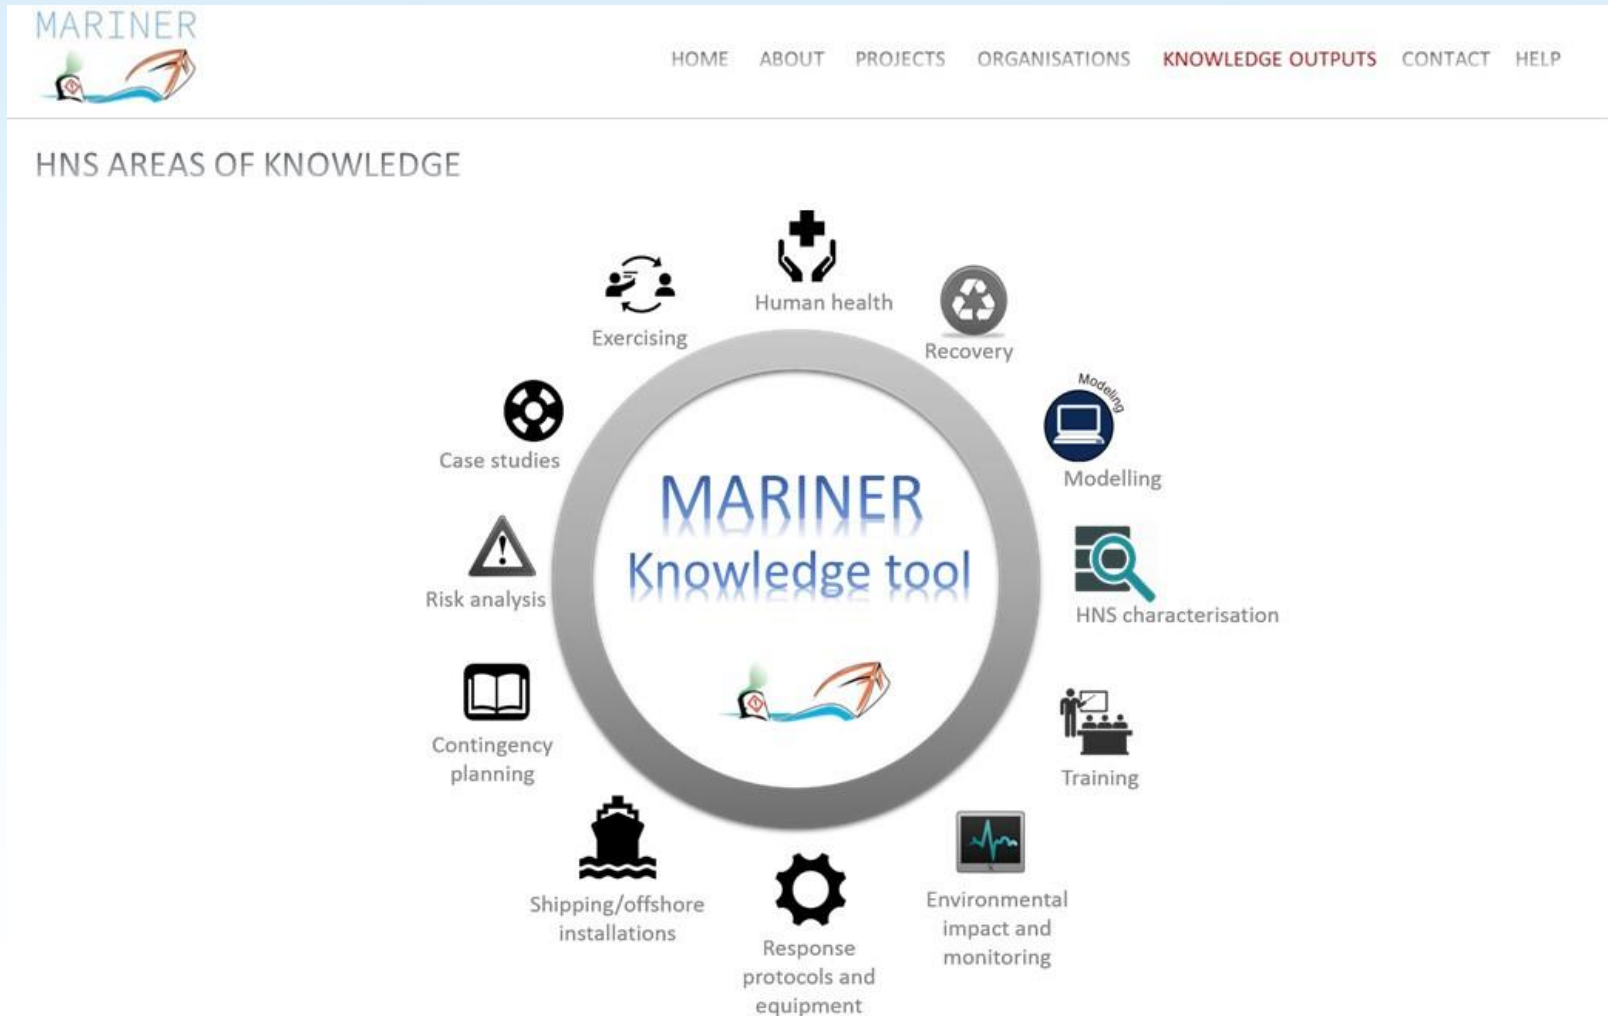 MARINER
HOME ABOUT PROJECTS ORGANISATIONS KNOWLEDGE OUTPUTS CONTACT HELP
HNS AREAS OF KNOWLEDGE
Human health
Recovery
Modeling
Modelling
HNS characterisation
Training
Environmental
impact and
monitoring
Response
protocols and
equipment
Shipping/offshore
installations
Contingency
planning
Risk analysis
Case studies
Exercising
MARINER
Knowledge tool